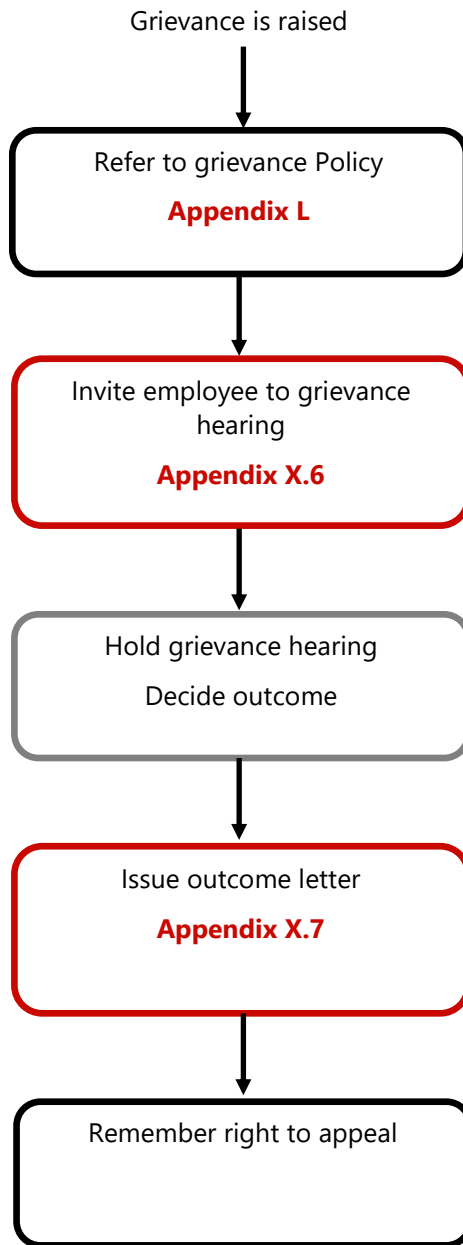 Grievance is raised
Refer to grievance Policy
Appendix L
Invite employee to grievance
hearing
Appendix X.6
Hold grievance hearing
Decide outcome
Issue outcome letter
Appendix X.7
Remember right to appeal